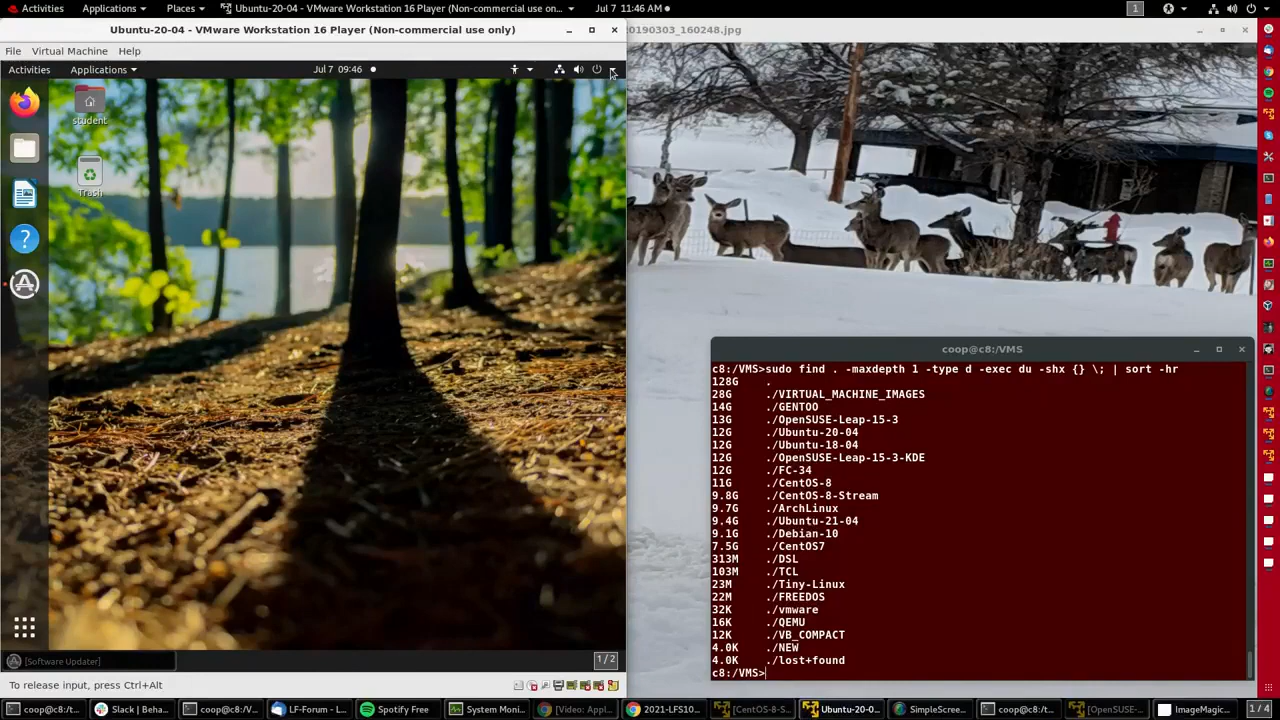 Activities Applications Places Ubuntu-20-04 - VMware Workstation 16 Player (Non-commercial use on... Jul 7 11:46 AM 1
Ubuntu-20-04 - VMware Workstation 16 Player (Non-commercial use only)
20190303_160248.jpg
File Virtual Machine Help
Activities Applications Jul 7 09:46
student
Trash
coop@c8:/VMS
c8:/VMS>sudo find . -maxdepth 1 -type d -exec du -shx {} \; | sort -hr
128G .
28G ./VIRTUAL_MACHINE_IMAGES
14G ./GENTOO
13G ./OpenSUSE-Leap-15-3
12G ./Ubuntu-20-04
12G ./Ubuntu-18-04
12G ./OpenSUSE-Leap-15-3-KDE
12G ./FC-34
11G ./CentOS-8
9.8G ./CentOS-8-Stream
9.7G ./ArchLinux
9.4G ./Ubuntu-21-04
9.1G ./Debian-10
7.5G ./CentOS7
313M ./DSL
103M ./TCL
23M ./Tiny-Linux
22M ./FREEDOS
32K ./vmware
16K ./QEMU
12K ./VB_COMPACT
4.0K ./NEW
4.0K ./lost+found
c8:/VMS>
[Software Updater] 1/2
To release input, press Ctrl+Alt
coop@c8:/t... Slack | Beha... coop@c8:/V... LF-Forum - L... Spotify Free System Moni... [Video: Appl... 2021-LFS10... [CentOS-8-S... Ubuntu-20-0... SimpleScree... coop@c8:/t... [OpenSUSE-... ImageMagic... 1 / 4